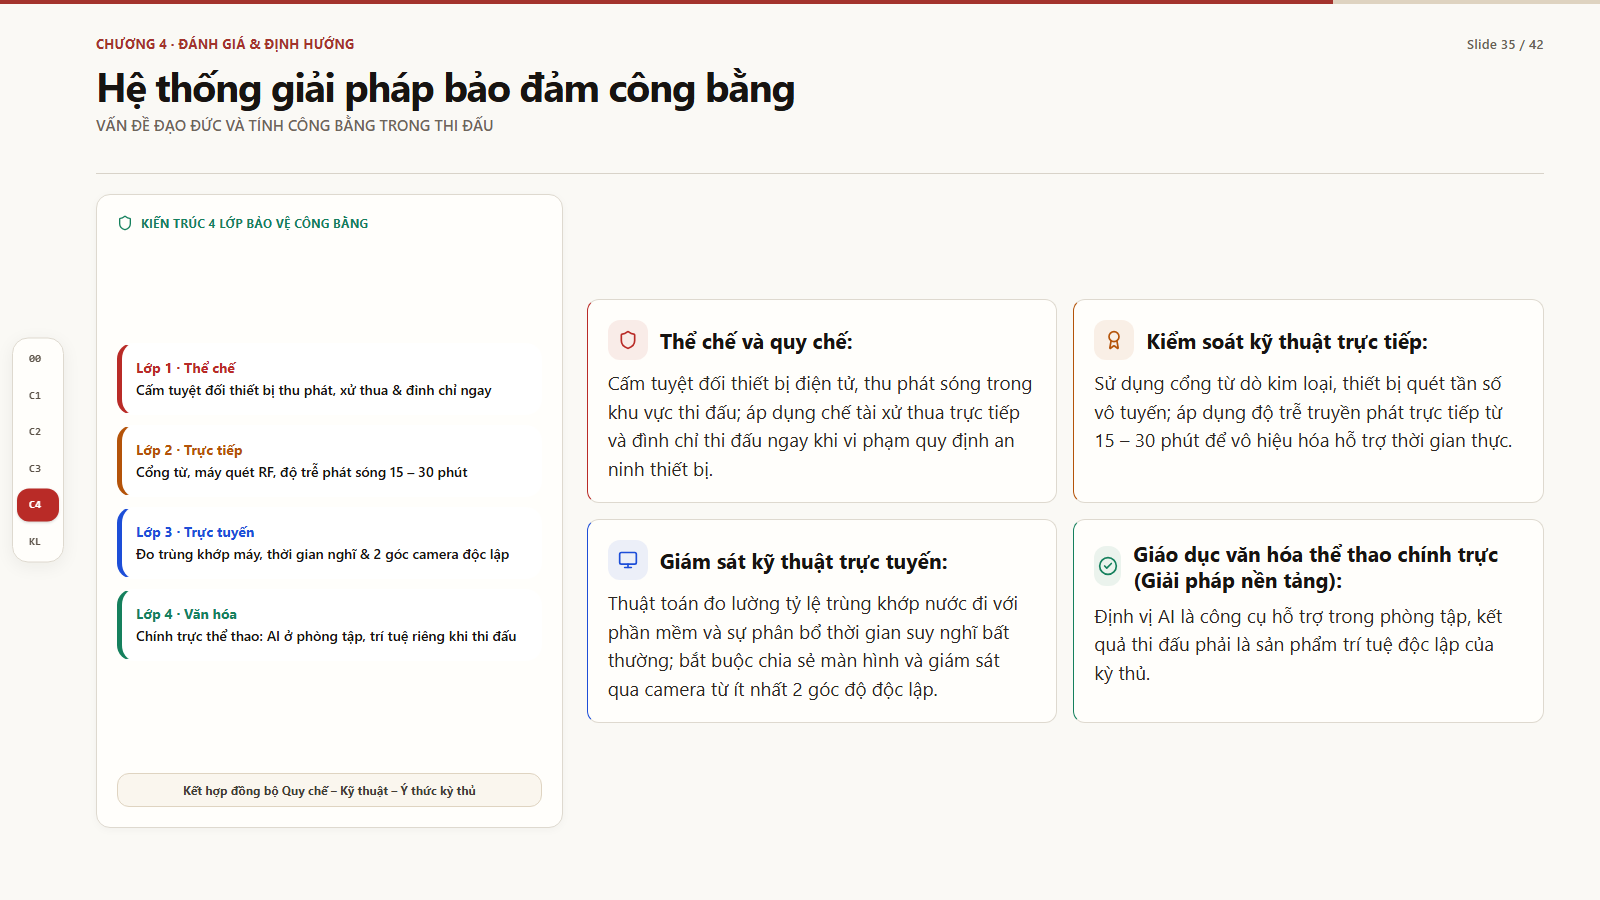 CHƯƠNG 4 · ĐÁNH GIÁ & ĐỊNH HƯỚNG
Slide 35 / 42
Hệ thống giải pháp bảo đảm công bằng
VẤN ĐỀ ĐẠO ĐỨC VÀ TÍNH CÔNG BẰNG TRONG THI ĐẤU
00
C1
C2
C3
C4
KL
KIẾN TRÚC 4 LỚP BẢO VỆ CÔNG BẰNG
Lớp 1 · Thể chế
Cấm tuyệt đối thiết bị thu phát, xử thua & đình chỉ ngay
Lớp 2 · Trực tiếp
Cổng từ, máy quét RF, độ trễ phát sóng 15 – 30 phút
Lớp 3 · Trực tuyến
Đo trùng khớp máy, thời gian nghĩ & 2 góc camera độc lập
Lớp 4 · Văn hóa
Chính trực thể thao: AI ở phòng tập, trí tuệ riêng khi thi đấu
Kết hợp đồng bộ Quy chế – Kỹ thuật – Ý thức kỳ thủ
Thể chế và quy chế:
Cấm tuyệt đối thiết bị điện tử, thu phát sóng trong
khu vực thi đấu; áp dụng chế tài xử thua trực tiếp
và đình chỉ thi đấu ngay khi vi phạm quy định an
ninh thiết bị.
Kiểm soát kỹ thuật trực tiếp:
Sử dụng cổng từ dò kim loại, thiết bị quét tần số
vô tuyến; áp dụng độ trễ truyền phát trực tiếp từ
15 – 30 phút để vô hiệu hóa hỗ trợ thời gian thực.
Giám sát kỹ thuật trực tuyến:
Thuật toán đo lường tỷ lệ trùng khớp nước đi với
phần mềm và sự phân bổ thời gian suy nghĩ bất
thường; bắt buộc chia sẻ màn hình và giám sát
qua camera từ ít nhất 2 góc độ độc lập.
Giáo dục văn hóa thể thao chính trực
(Giải pháp nền tảng):
Định vị AI là công cụ hỗ trợ trong phòng tập, kết
quả thi đấu phải là sản phẩm trí tuệ độc lập của
kỳ thủ.